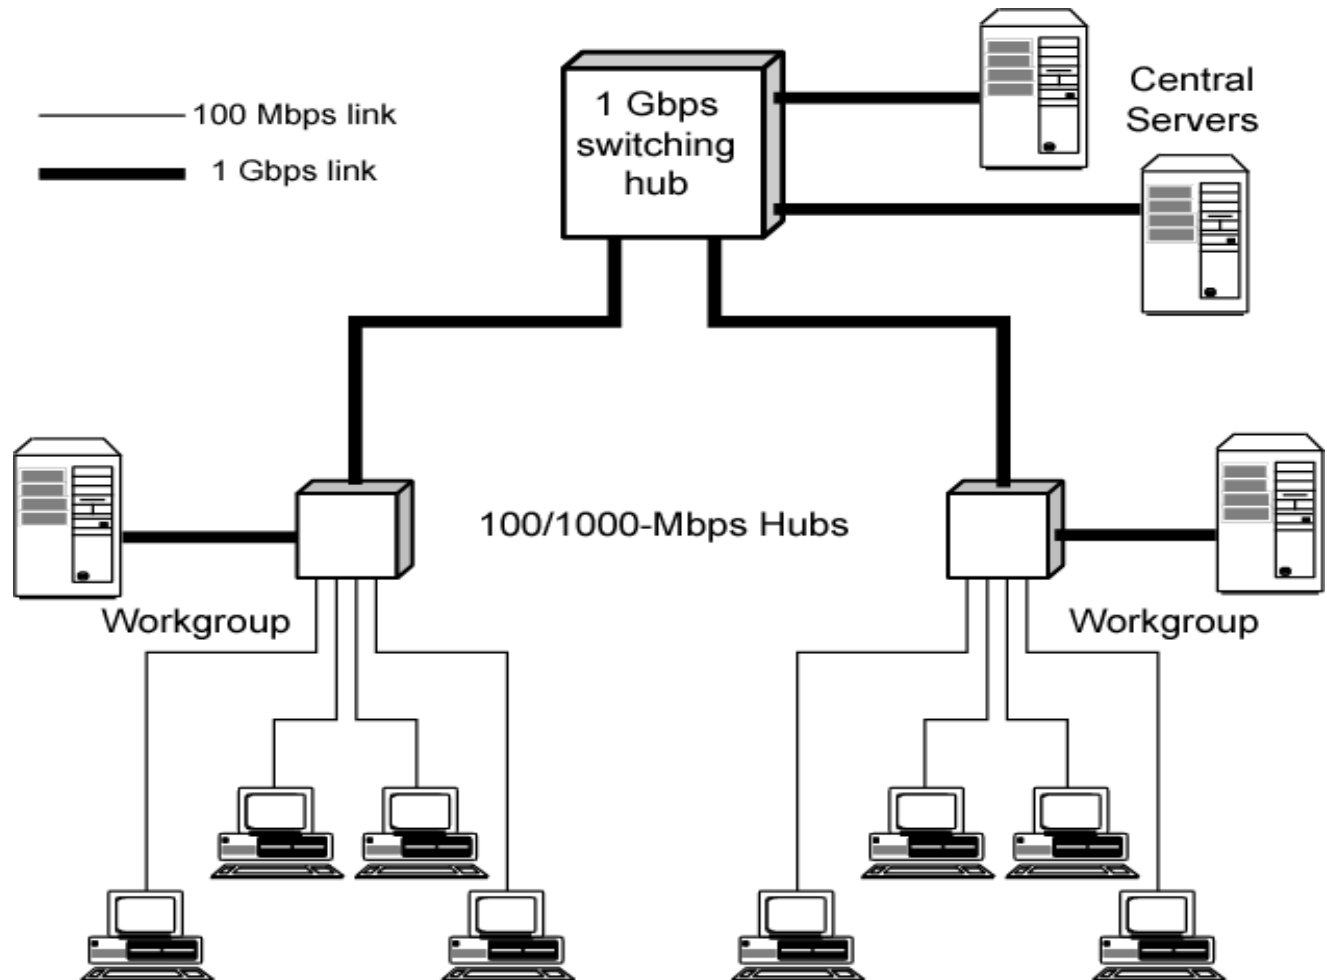 100 Mbps link
1 Gbps link
1 Gbps
switching
hub
Central
Servers
100/1000-Mbps Hubs
Workgroup
Workgroup